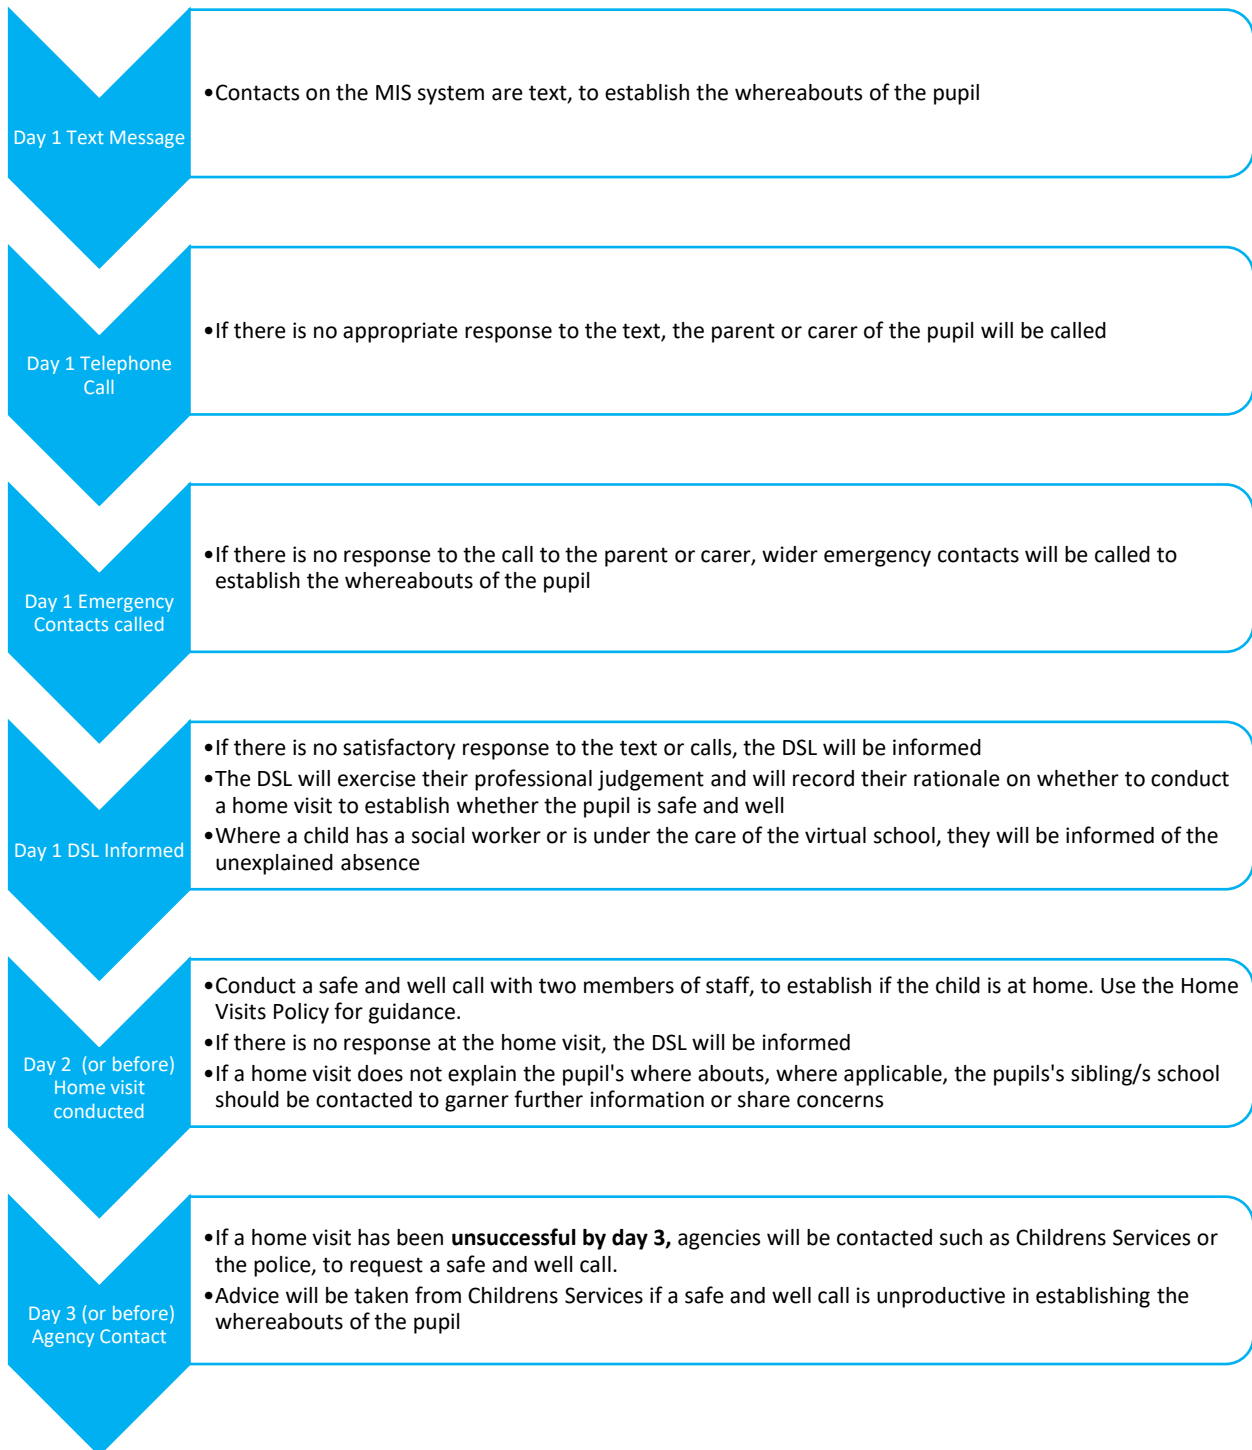 Day 1 Text Message
•Contacts on the MIS system are text, to establish the whereabouts of the pupil
Day 1 Telephone
Call
•If there is no appropriate response to the text, the parent or carer of the pupil will be called
Day 1 Emergency
Contacts called
•If there is no response to the call to the parent or carer, wider emergency contacts will be called to
establish the whereabouts of the pupil
Day 1 DSL Informed
•If there is no satisfactory response to the text or calls, the DSL will be informed
•The DSL will exercise their professional judgement and will record their rationale on whether to conduct
a home visit to establish whether the pupil is safe and well
•Where a child has a social worker or is under the care of the virtual school, they will be informed of the
unexplained absence
Day 2 (or before)
Home visit
conducted
•Conduct a safe and well call with two members of staff, to establish if the child is at home. Use the Home
Visits Policy for guidance.
•If there is no response at the home visit, the DSL will be informed
•If a home visit does not explain the pupil's where abouts, where applicable, the pupils's sibling/s school
should be contacted to garner further information or share concerns
Day 3 (or before)
Agency Contact
•If a home visit has been unsuccessful by day 3, agencies will be contacted such as Childrens Services or
the police, to request a safe and well call.
•Advice will be taken from Childrens Services if a safe and well call is unproductive in establishing the
whereabouts of the pupil